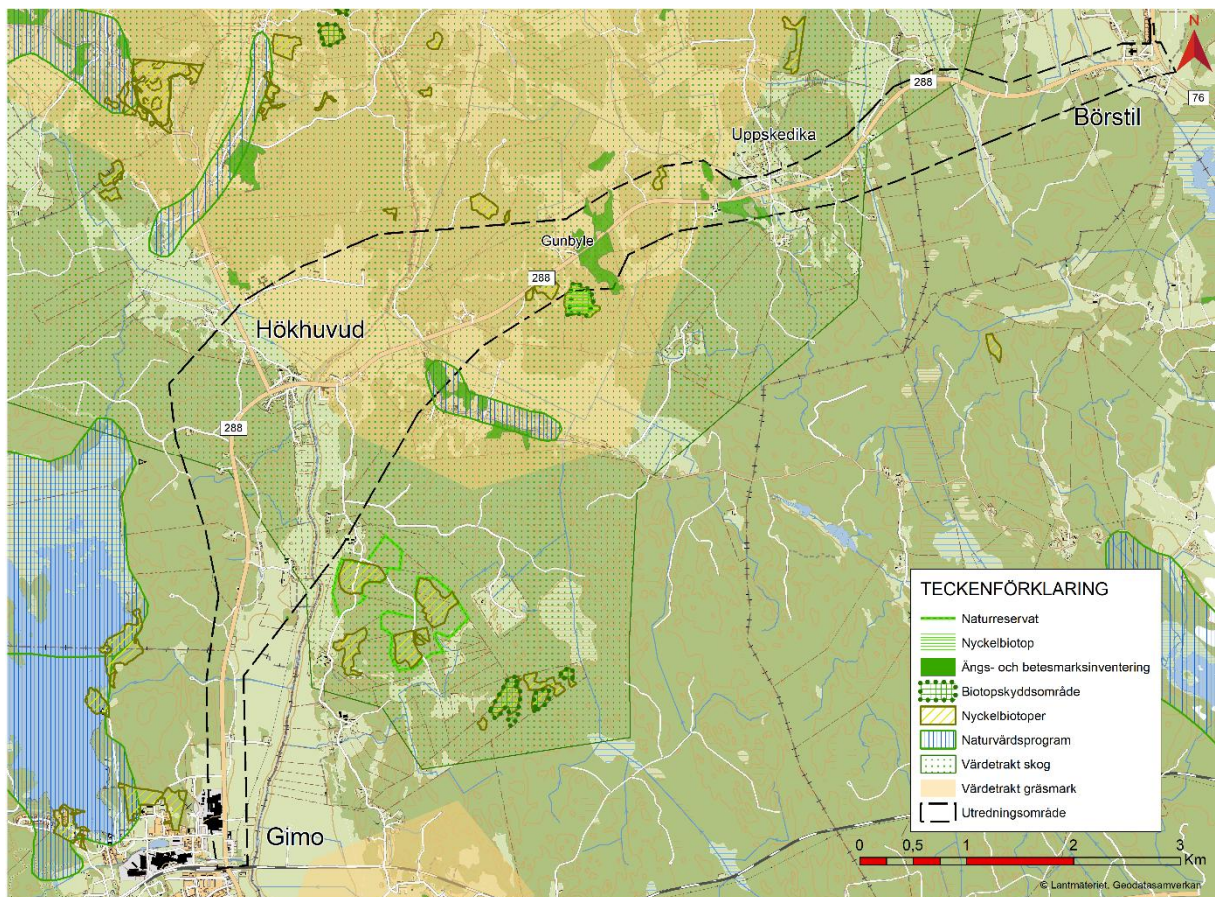 N
288
76
Börstil
Uppskedika
Gunbyle
288
Hökhuvud
288
TECKENFÖRKLARING
Naturreservat
Nyckelbiotop
Ängs- och betesmarksinventering
Biotopskyddsområde
Nyckelbiotoper
Naturvårdsprogram
Värdetrakt skog
Värdetrakt gräsmark
Utredningsområde
Gimo
0 0,5 1 2 3
Km
© Lantmäteriet, Geodatasamverkan